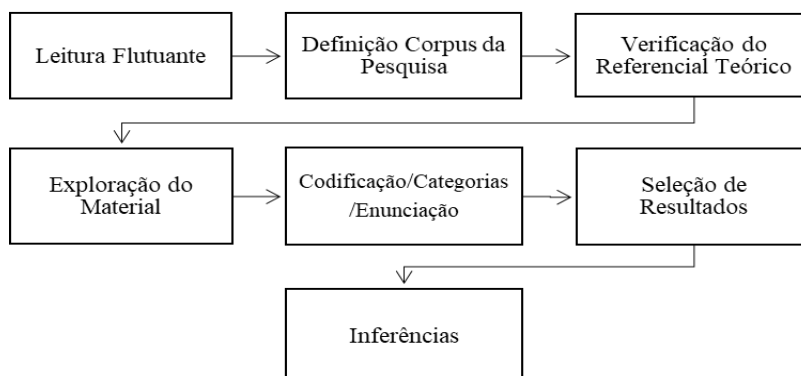 Leitura Flutuante
Definição Corpus da
Pesquisa
Verificação do
Referencial Teórico
Exploração do
Material
Codificação/Categorias
/Enunciação
Seleção de
Resultados
Inferências